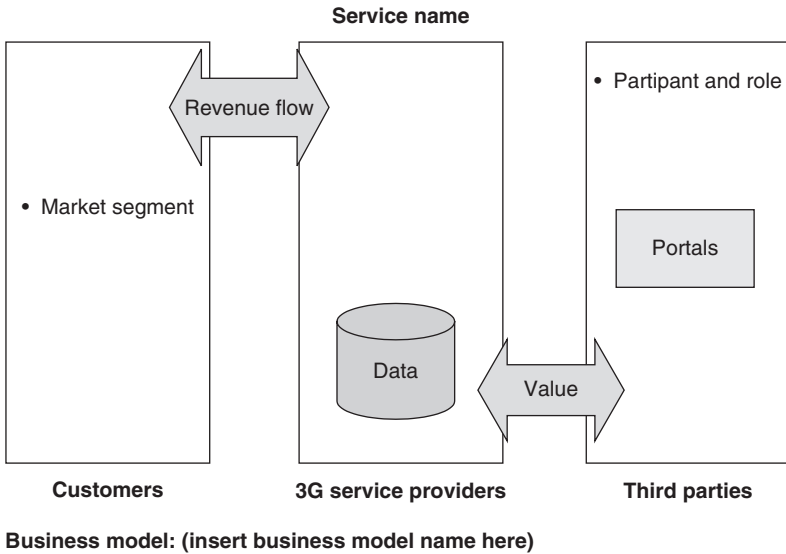 Service name
Revenue flow
• Partipant and role
• Market segment
Portals
Data
Value
Customers
3G service providers
Third parties
Business model: (insert business model name here)